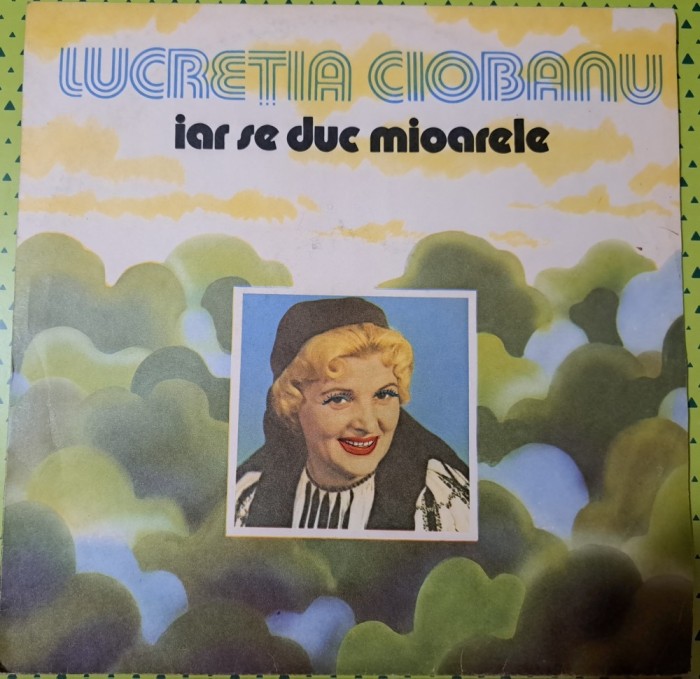 LUCREȚIA CIOBANU
iar se duc mioarele